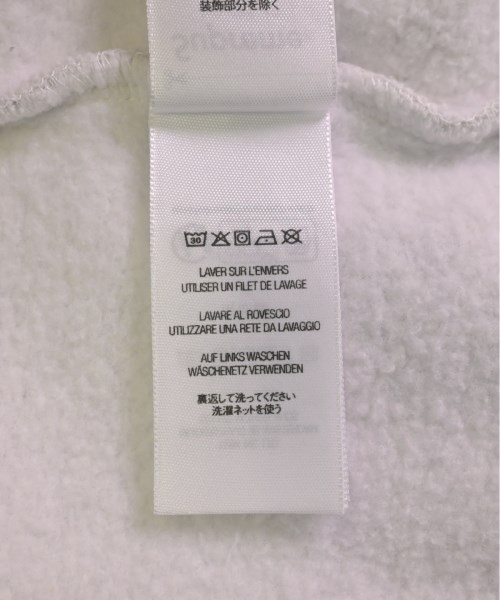 装飾部分を除く
Supreme
30
LAVER SUR L'ENVERS
UTILISER UN FILET DE LAVAGE
LAVARE AL ROVESCIO
UTILIZZARE UNA RETE DA LAVAGGIO
AUF LINKS WASCHEN
WÄSCHENETZ VERWENDEN
裏返して洗ってください
洗濯ネットを使う